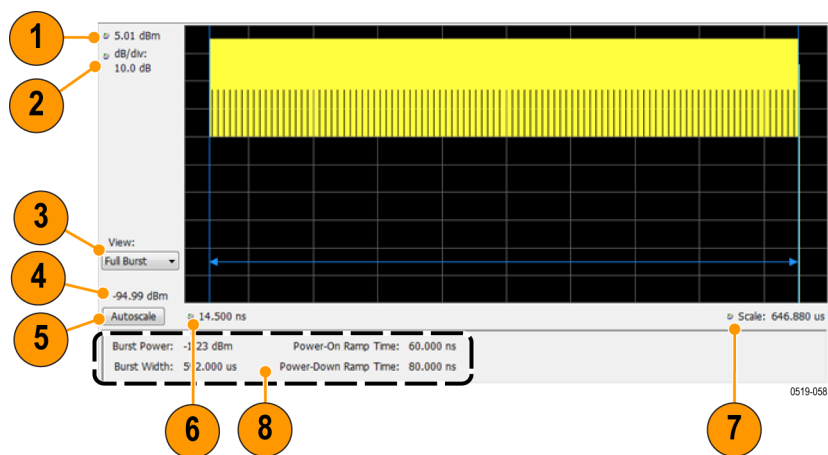 1
5.01 dBm
dB/div:
10.0 dB
2
3
View:
Full Burst
4
-94.99 dBm
5
Autoscale
14.500 ns
Scale: 646.880 us
Burst Power:
dBm
Power-On Ramp Time: 60.000 ns
Burst Width:
us
Power-Down Ramp Time: 80.000 ns
0519-058
6
8
7